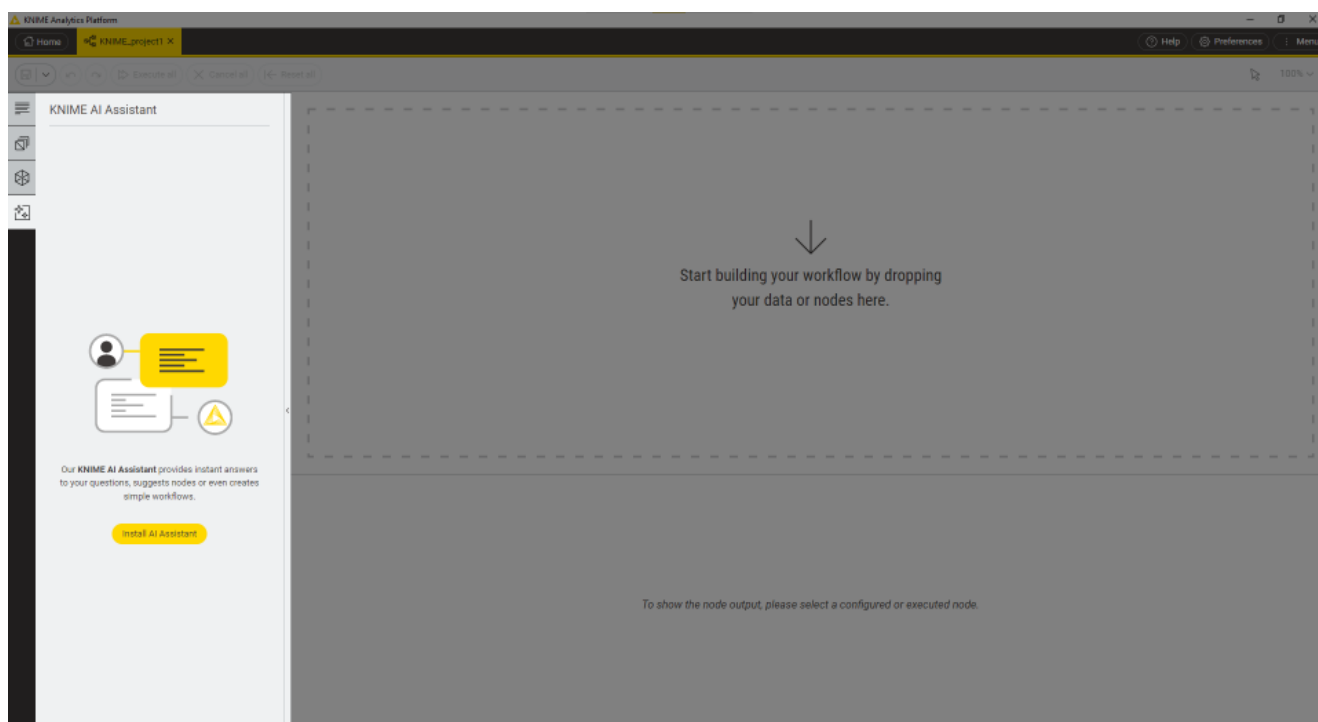 KNIME Analytics Platform
Home
KNIME_project1
Help
Preferences
Menu
Execute all
Cancel all
Reset all
100%
KNIME AI Assistant
Start building your workflow by dropping
your data or nodes here.
Our KNIME AI Assistant provides instant answers
to your questions, suggests nodes or even creates
simple workflows.
Install AI Assistant
To show the node output, please select a configured or executed node.